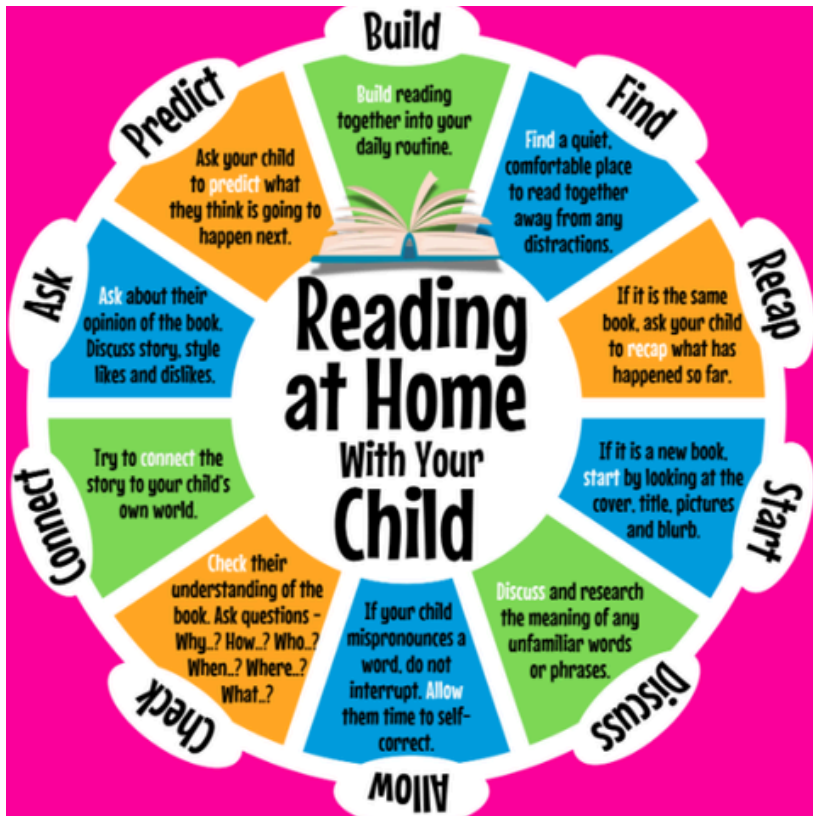 Build
Build reading
together into your
daily routine.
Find
Find a quiet,
comfortable place
to read together
away from any
distractions.
Recap
If it is the same
book, ask your child
to recap what has
happened so far.
Start
If it is a new book,
start by looking at the
cover, title, pictures
and blurb.
Discuss
Discuss and research
the meaning of any
unfamiliar words
or phrases.
Allow
If your child
mispronounces a
word, do not
interrupt. Allow
them time to self-
correct.
Check
Check their
understanding of the
book. Ask questions -
Why..? How..? Who..?
When..? Where..?
What..?
Connect
Try to connect the
story to your child's
own world.
Ask
Ask about their
opinion of the book.
Discuss story, style
likes and dislikes.
Predict
Ask your child
to predict what
they think is going to
happen next.
Reading
at Home
With Your
Child